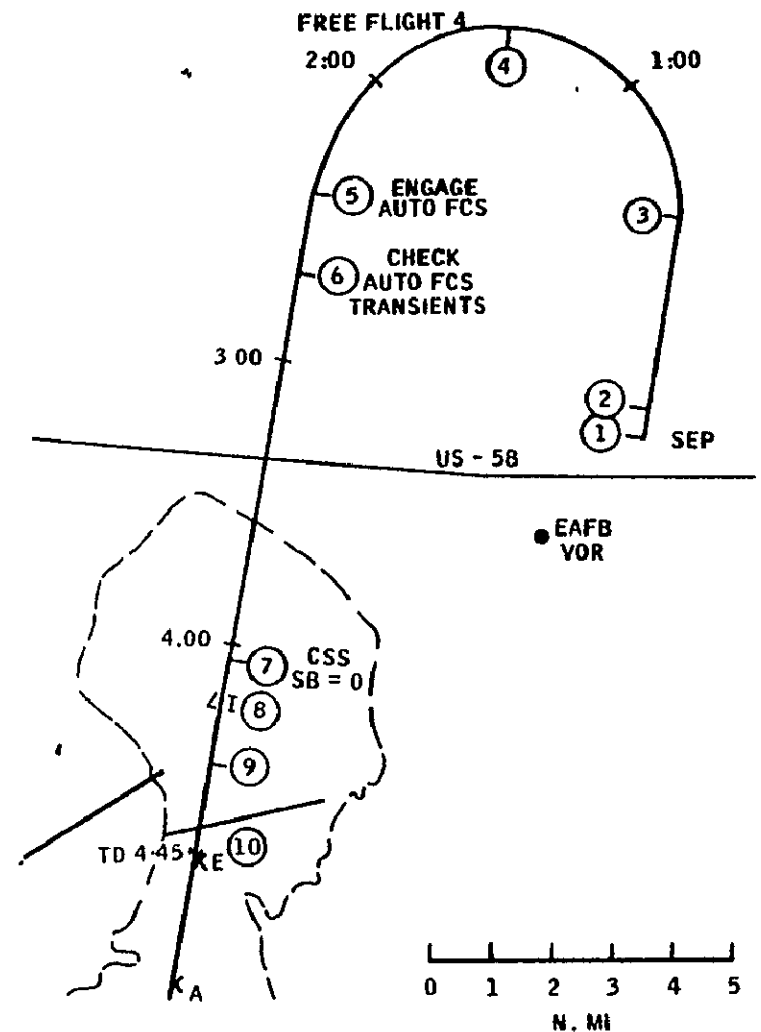 FREE FLIGHT 4
2:00
1:00
4
5
ENGAGE
AUTO FCS
3
6
CHECK
AUTO FCS
TRANSIENTS
3 00
2
1
SEP
US - 58
EAFB
VOR
4.00
7
CSS
SB = 0
8
9
10
TD 4:45
E
A
0 1 2 3 4 5
N. MI